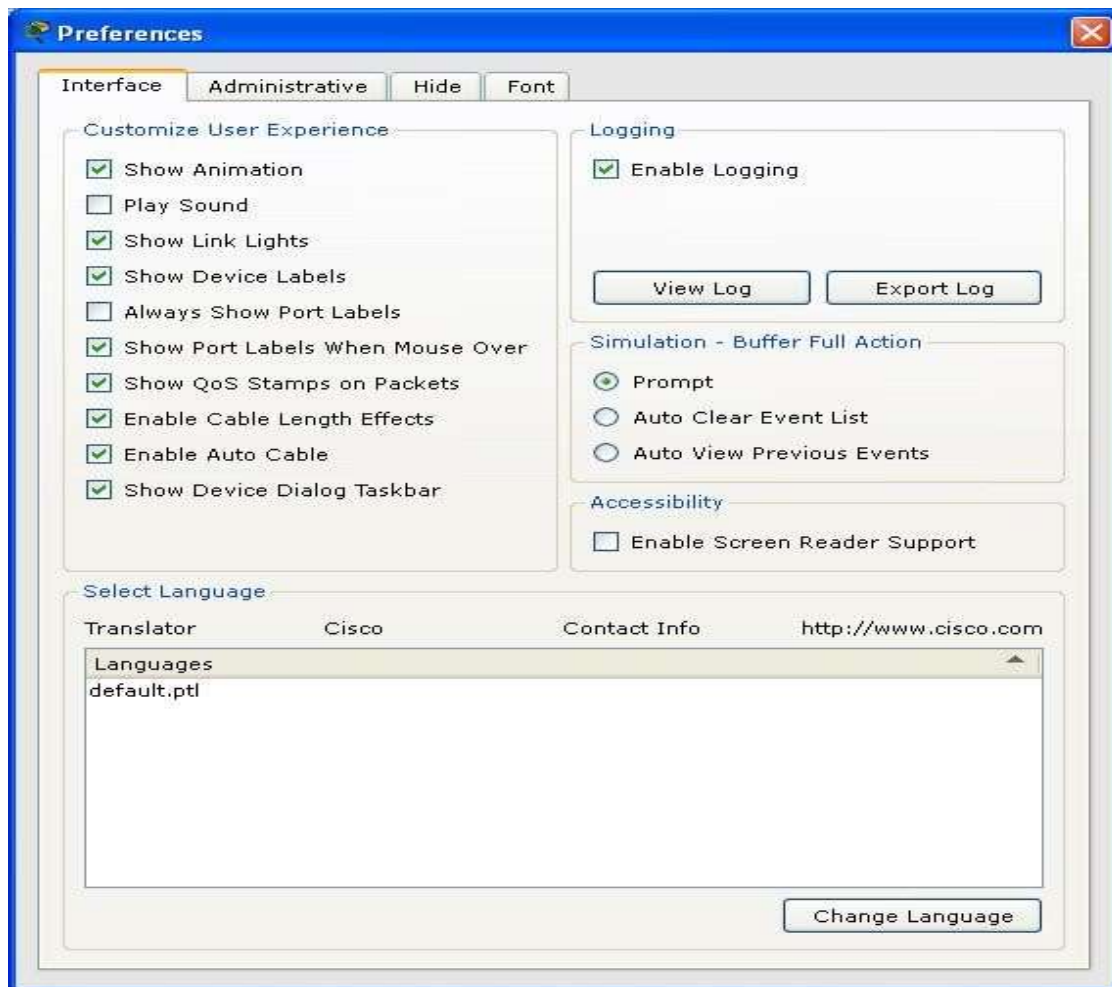 Preferences
Interface Administrative Hide Font
Customize User Experience
Show Animation
Play Sound
Show Link Lights
Show Device Labels
Always Show Port Labels
Show Port Labels When Mouse Over
Show QoS Stamps on Packets
Enable Cable Length Effects
Enable Auto Cable
Show Device Dialog Taskbar
Logging
Enable Logging
View Log Export Log
Simulation - Buffer Full Action
Prompt
Auto Clear Event List
Auto View Previous Events
Accessibility
Enable Screen Reader Support
Select Language
Translator Cisco Contact Info http://www.cisco.com
Languages
default.ptl
Change Language